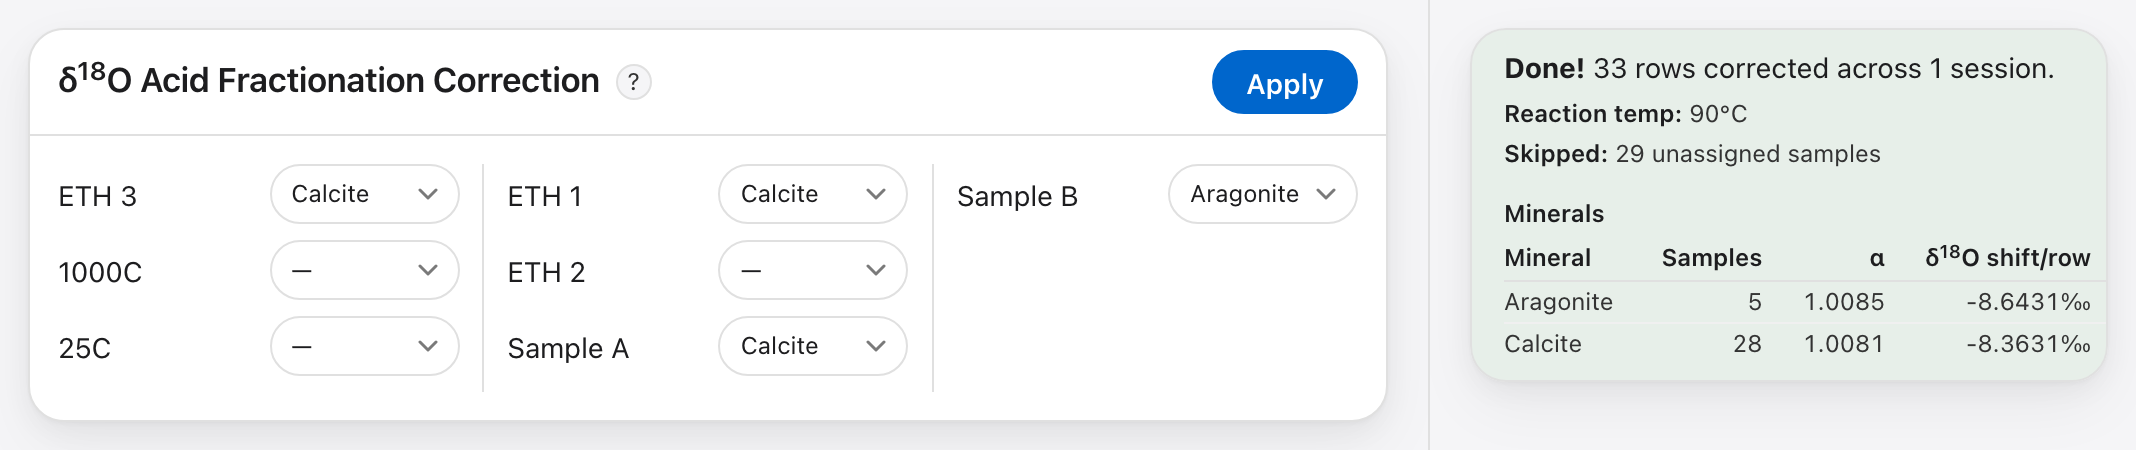 δ¹⁸O Acid Fractionation Correction ?
Apply
ETH 3 Calcite
1000C —
25C —
ETH 1 Calcite
ETH 2 —
Sample A Calcite
Sample B Aragonite
Done! 33 rows corrected across 1 session.
Reaction temp: 90°C
Skipped: 29 unassigned samples
Minerals
Mineral Samples α δ¹⁸O shift/row
Aragonite 5 1.0085 -8.6431‰
Calcite 28 1.0081 -8.3631‰